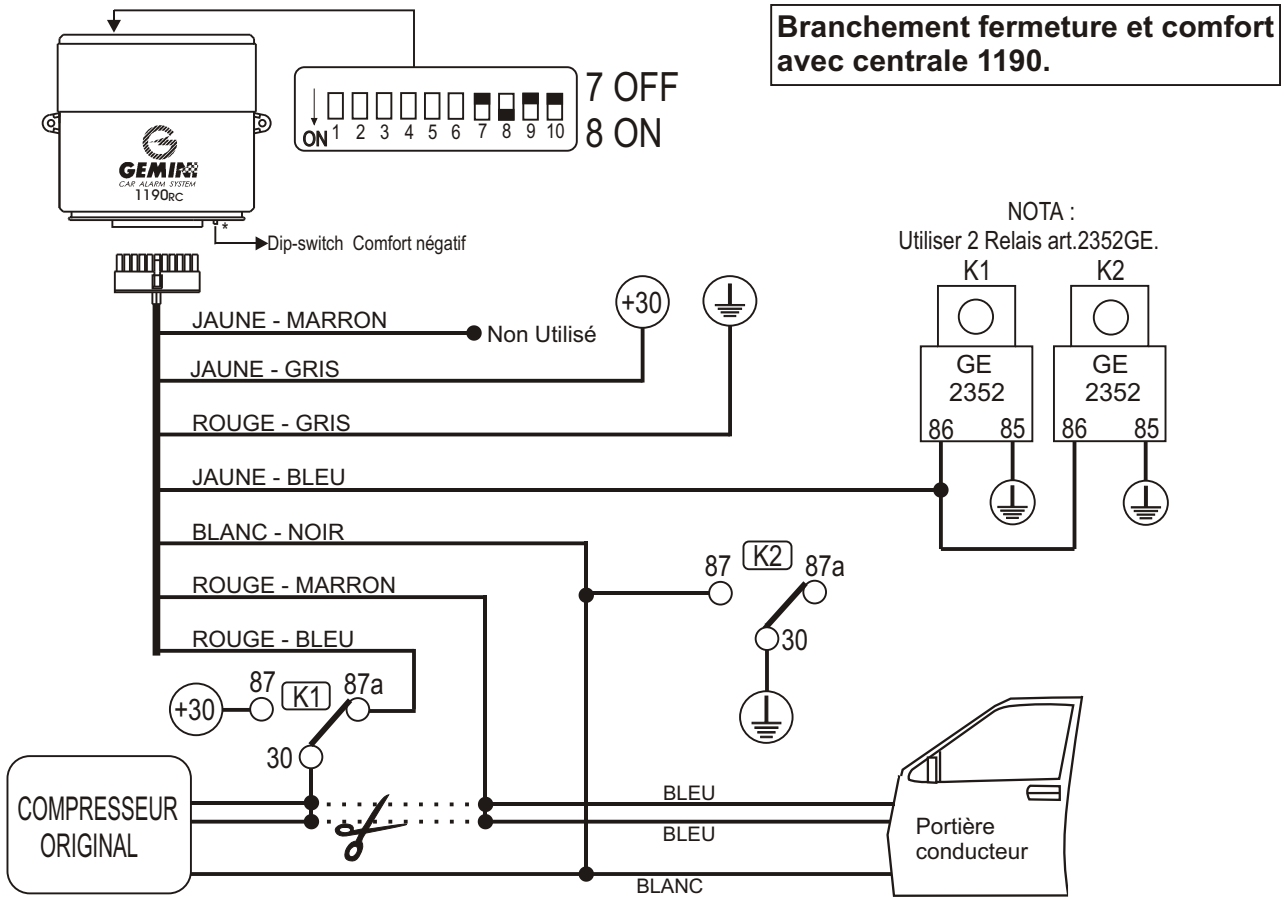 Branchement fermeture et comfort
avec centrale 1190.
7 OFF
8 ON
ON 1 2 3 4 5 6 7 8 9 10
GEMINI
CAR ALARM SYSTEM
1190RC
*
Dip-switch Comfort négatif
NOTA :
Utiliser 2 Relais art.2352GE.
K1 K2
GE
2352
86 85
GE
2352
86 85
JAUNE - MARRON
Non Utilisé
+30
JAUNE - GRIS
ROUGE - GRIS
JAUNE - BLEU
BLANC - NOIR
87 K2 87a
30
ROUGE - MARRON
ROUGE - BLEU
+30
87 K1 87a
30
COMPRESSEUR
ORIGINAL
BLEU
BLEU
BLANC
Portière
conducteur